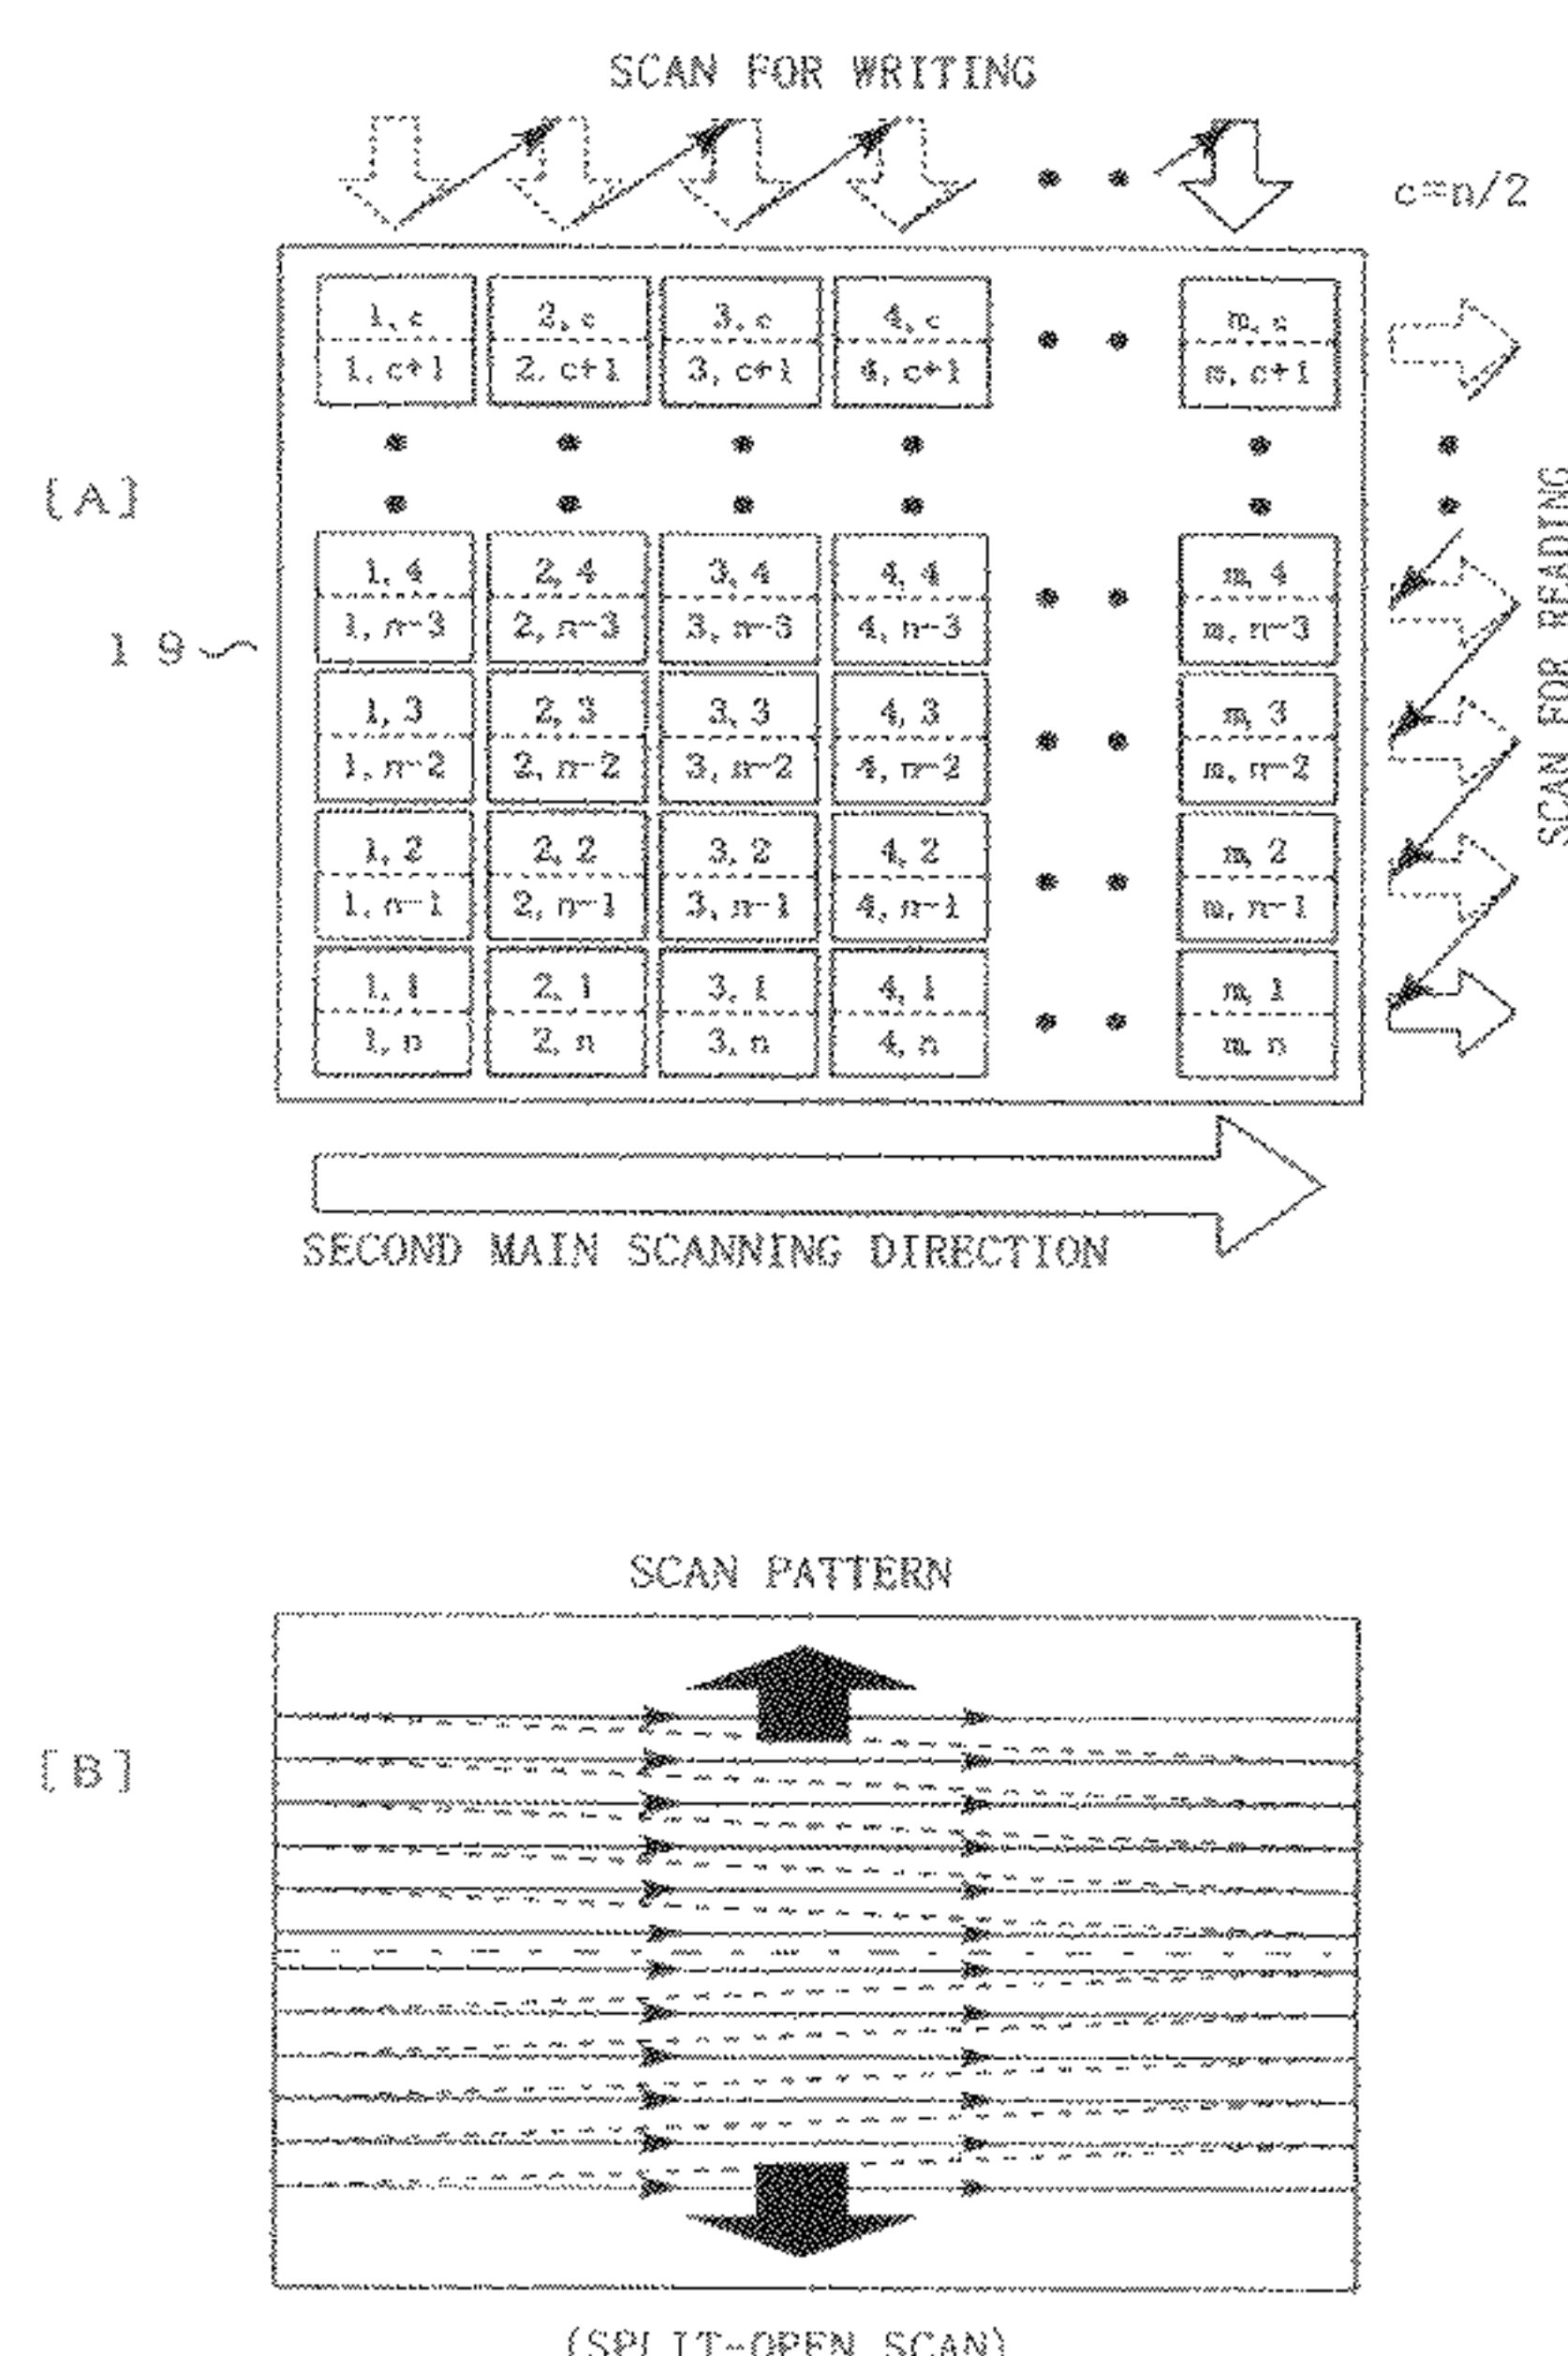 SCAN FOR WRITING
c=n/2
1, c 2, c 3, c 4, c m, c
1, c+1 2, c+1 3, c+1 4, c+1 m, c+1
[A]
1, 4 2, 4 3, 4 4, 4 m, 4
1, n-3 2, n-3 3, n-3 4, n-3 m, n-3
19
1, 3 2, 3 3, 3 4, 3 m, 3
1, n-2 2, n-2 3, n-2 4, n-2 m, n-2
1, 2 2, 2 3, 2 4, 2 m, 2
1, n-1 2, n-1 3, n-1 4, n-1 m, n-1
1, 1 2, 1 3, 1 4, 1 m, 1
1, n 2, n 3, n 4, n m, n
SCAN FOR READING
SECOND MAIN SCANNING DIRECTION
SCAN PATTERN
[B]
(SPLIT-OPEN SCAN)